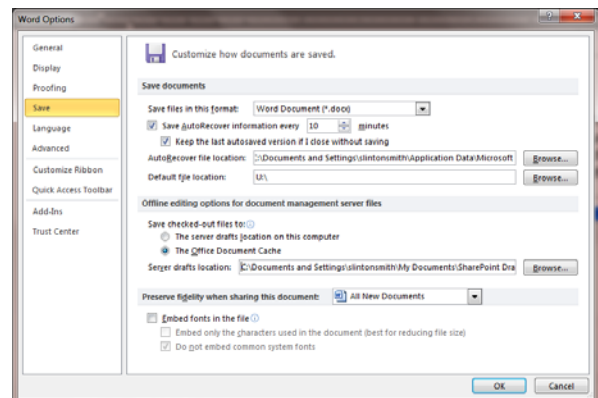 Word Options
General
Display
Proofing
Save
Language
Advanced
Customize Ribbon
Quick Access Toolbar
Add-Ins
Trust Center
Customize how documents are saved.
Save documents
Save files in this format: Word Document (*.docx)
Save AutoRecover information every 10 minutes
Keep the last autosaved version if I close without saving
AutoRecover file location: :\Documents and Settings\slintonsmith\Application Data\Microsoft Browse...
Default file location: U:\ Browse...
Offline editing options for document management server files
Save checked-out files to:
The server drafts location on this computer
The Office Document Cache
Server drafts location: C:\Documents and Settings\slintonsmith\My Documents\SharePoint Dra Browse...
Preserve fidelity when sharing this document: All New Documents
Embed fonts in the file
Embed only the characters used in the document (best for reducing file size)
Do not embed common system fonts
OK Cancel